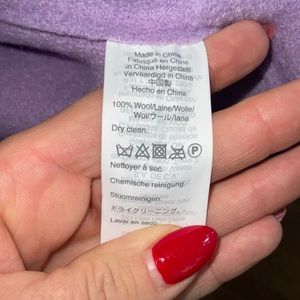 Made in China
Fabriqué en Chine
in China Hergestellt
Vervaardigd in China
中国製
Hecho en China
100% Wool/Laine/Wolle/
Wol/ウール/lana
Dry clean.
Nettoyer à sec.
Chemische reinigung.
Stoomreinigen.
ドライクリーニング。
Lavar en seco.